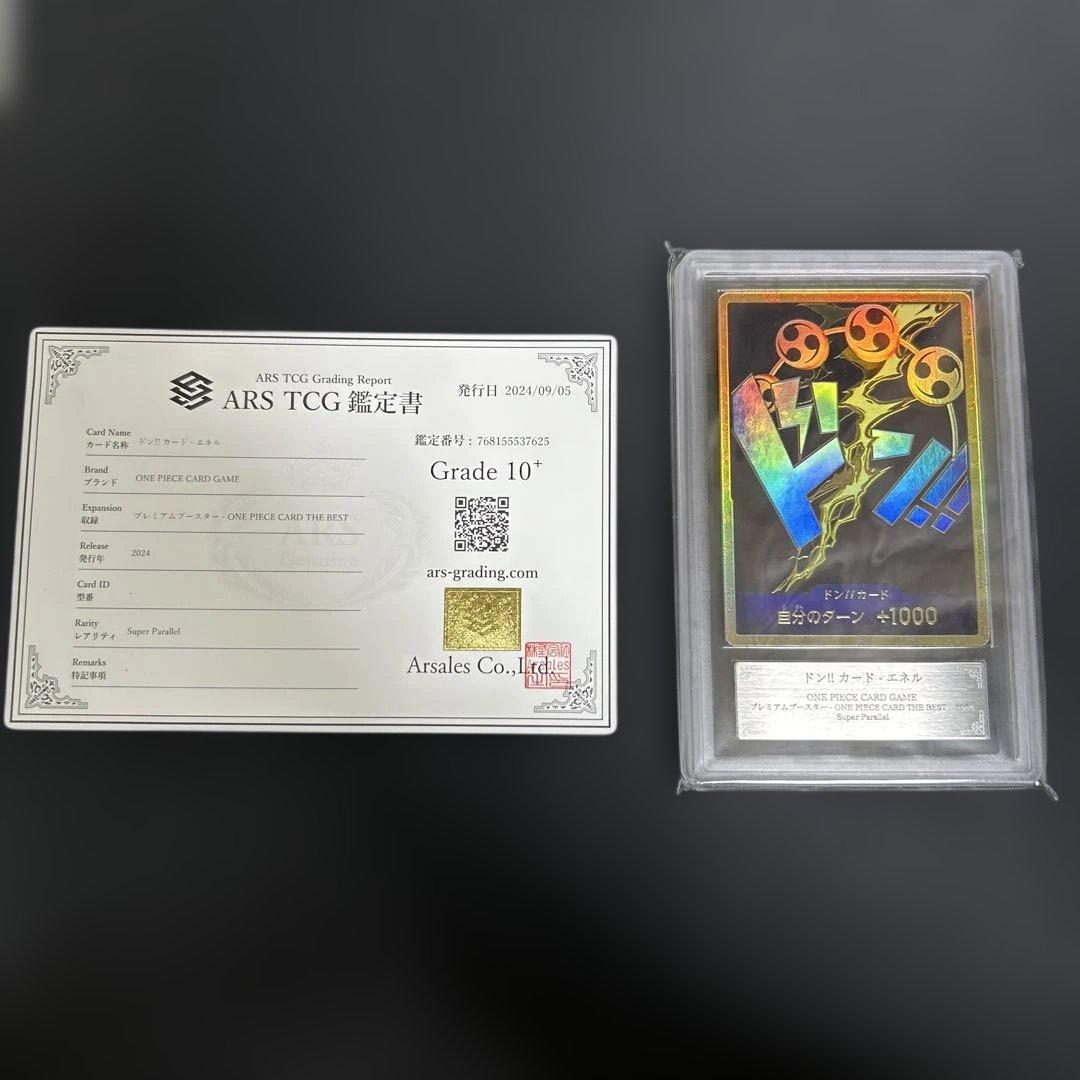 ARS TCG Grading Report
ARS TCG 鑑定書
発行日 2024/09/05
Card Name
カード名称 ドン!! カード - エネル
Brand
ブランド ONE PIECE CARD GAME
Expansion
収録 プレミアムブースター - ONE PIECE CARD THE BEST
Release
発行年 2024
Card ID
型番 -
Rarity
レアリティ Super Parallel
Remarks
特記事項
鑑定番号 : 768155537625
Grade 10+
ars-grading.com
Arsales Co.,Ltd.
Arsales
ARS
Genuine
ドン!!
ドン!!カード
自分のターン +1000
ドン!! カード - エネル
ONE PIECE CARD GAME
プレミアムブースター - ONE PIECE CARD THE BEST
Super Parallel